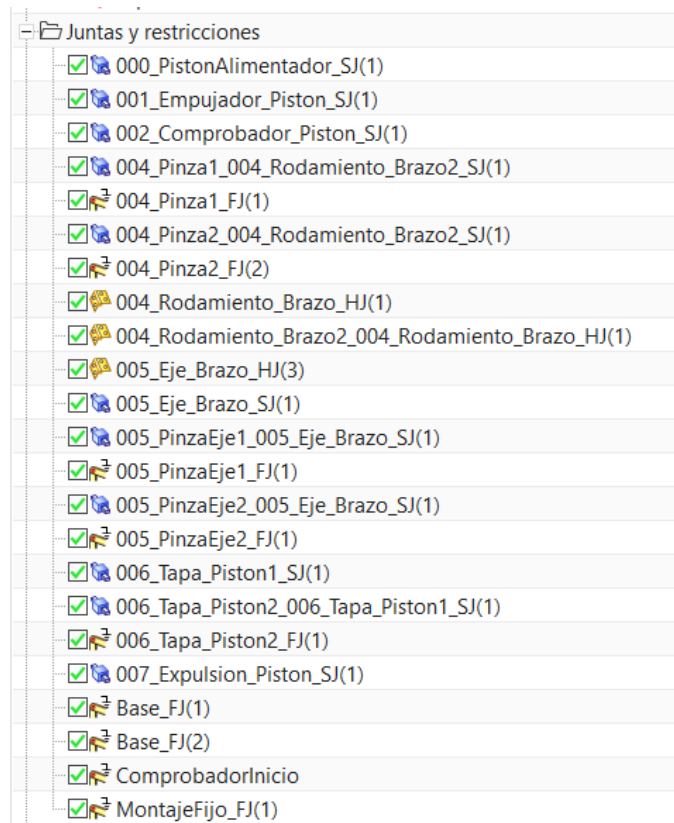 Juntas y restricciones
000_PistonAlimentador_SJ(1)
001_Empujador_Piston_SJ(1)
002_Comprobador_Piston_SJ(1)
004_Pinza1_004_Rodamiento_Brazo2_SJ(1)
004_Pinza1_FJ(1)
004_Pinza2_004_Rodamiento_Brazo2_SJ(1)
004_Pinza2_FJ(2)
004_Rodamiento_Brazo_HJ(1)
004_Rodamiento_Brazo2_004_Rodamiento_Brazo_HJ(1)
005_Eje_Brazo_HJ(3)
005_Eje_Brazo_SJ(1)
005_PinzaEje1_005_Eje_Brazo_SJ(1)
005_PinzaEje1_FJ(1)
005_PinzaEje2_005_Eje_Brazo_SJ(1)
005_PinzaEje2_FJ(1)
006_Tapa_Piston1_SJ(1)
006_Tapa_Piston2_006_Tapa_Piston1_SJ(1)
006_Tapa_Piston2_FJ(1)
007_Expulsion_Piston_SJ(1)
Base_FJ(1)
Base_FJ(2)
ComprobadorInicio
MontajeFijo_FJ(1)